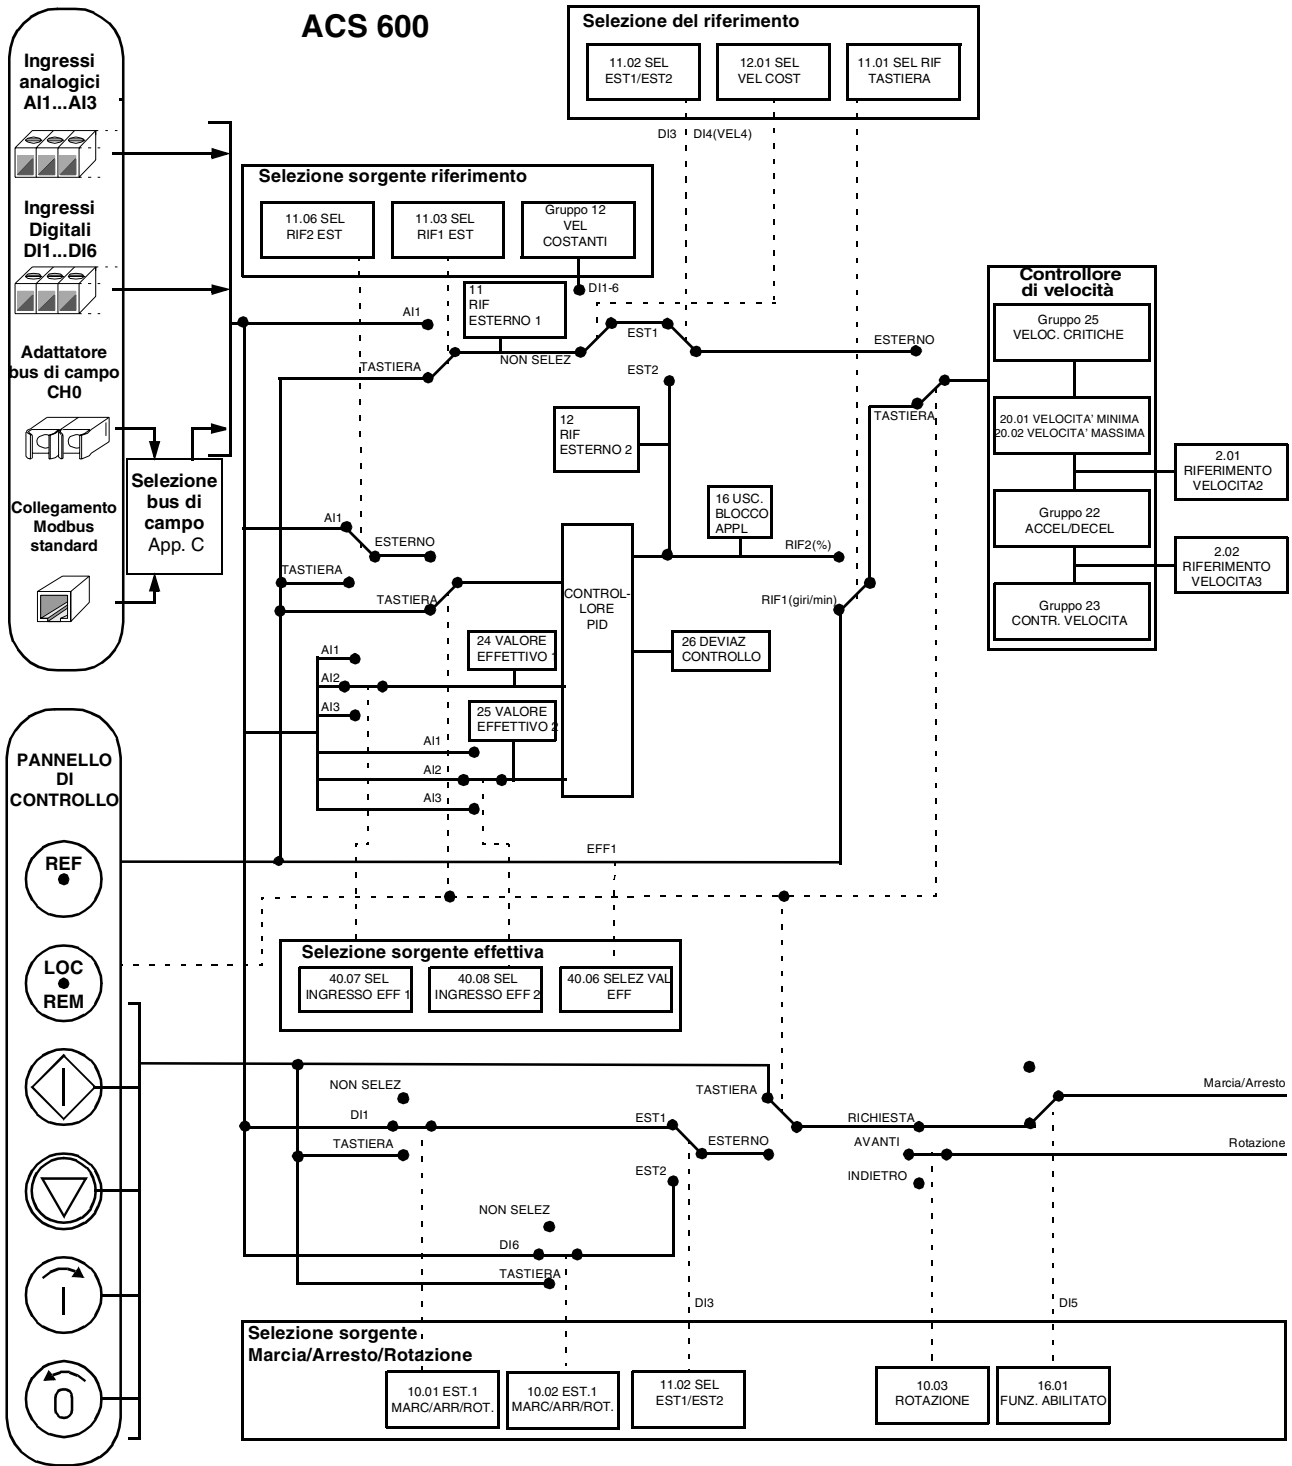 ACS 600
Ingressi
analogici
AI1...AI3
Ingressi
Digitali
DI1...DI6
Adattatore
bus di campo
CH0
Collegamento
Modbus
standard
Selezione
bus di
campo
App. C
Selezione del riferimento
11.02 SEL
EST1/EST2
12.01 SEL
VEL COST
11.01 SEL RIF
TASTIERA
DI3
DI4(VEL4)
Selezione sorgente riferimento
11.06 SEL
RIF2 EST
11.03 SEL
RIF1 EST
Gruppo 12
VEL
COSTANTI
DI1-6
11
RIF
ESTERNO 1
AI1
TASTIERA
NON SELEZ
EST1
EST2
ESTERNO
TASTIERA
12
RIF
ESTERNO 2
Controllore
di velocità
Gruppo 25
VELOC. CRITICHE
20.01 VELOCITA' MINIMA
20.02 VELOCITA' MASSIMA
Gruppo 22
ACCEL/DECEL
Gruppo 23
CONTR. VELOCITA
2.01
RIFERIMENTO
VELOCITA2
2.02
RIFERIMENTO
VELOCITA3
16 USC.
BLOCCO
APPL
RIF2(%)
RIF1(giri/min)
AI1
ESTERNO
TASTIERA
TASTIERA
CONTROL-
LORE
PID
24 VALORE
EFFETTIVO 1
25 VALORE
EFFETTIVO 2
26 DEVIAZ
CONTROLLO
AI1
AI2
AI3
AI1
AI2
AI3
EFF1
PANNELLO
DI
CONTROLLO
REF
LOC
REM
I
I
0
Selezione sorgente effettiva
40.07 SEL
INGRESSO EFF 1
40.08 SEL
INGRESSO EFF 2
40.06 SELEZ VAL
EFF
NON SELEZ
DI1
TASTIERA
NON SELEZ
DI6
TASTIERA
EST1
EST2
ESTERNO
TASTIERA
RICHIESTA
AVANTI
INDIETRO
Marcia/Arresto
Rotazione
DI3
DI5
Selezione sorgente
Marcia/Arresto/Rotazione
10.01 EST.1
MARC/ARR/ROT.
10.02 EST.1
MARC/ARR/ROT.
11.02 SEL
EST1/EST2
10.03
ROTAZIONE
16.01
FUNZ. ABILITATO